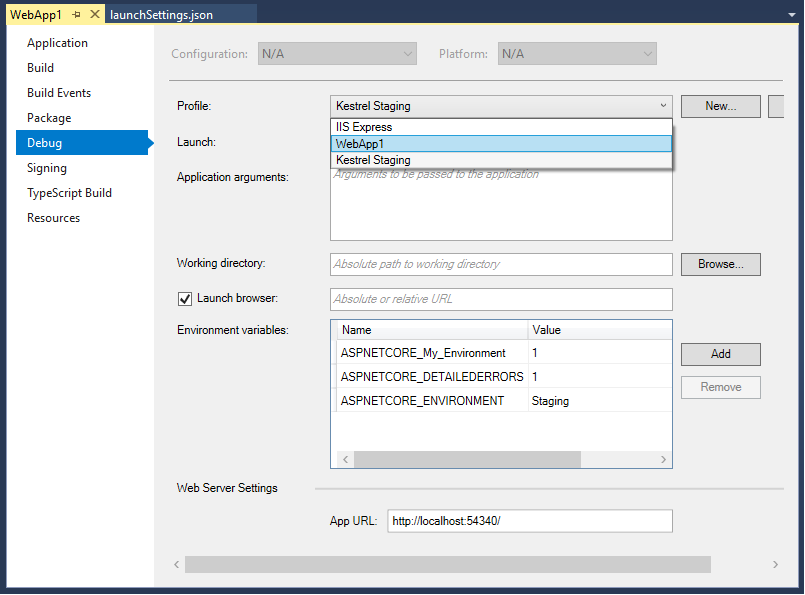 WebApp1
launchSettings.json
Application
Build
Build Events
Package
Debug
Signing
TypeScript Build
Resources
Configuration: N/A Platform: N/A
Profile: Kestrel Staging New...
IIS Express
WebApp1
Kestrel Staging
Launch:
Application arguments: Arguments to be passed to the application
Working directory: Absolute path to working directory Browse...
Launch browser: Absolute or relative URL
Environment variables:
Name Value
ASPNETCORE_My_Environment 1
ASPNETCORE_DETAILEDERRORS 1
ASPNETCORE_ENVIRONMENT Staging
Add
Remove
Web Server Settings
App URL: http://localhost:54340/